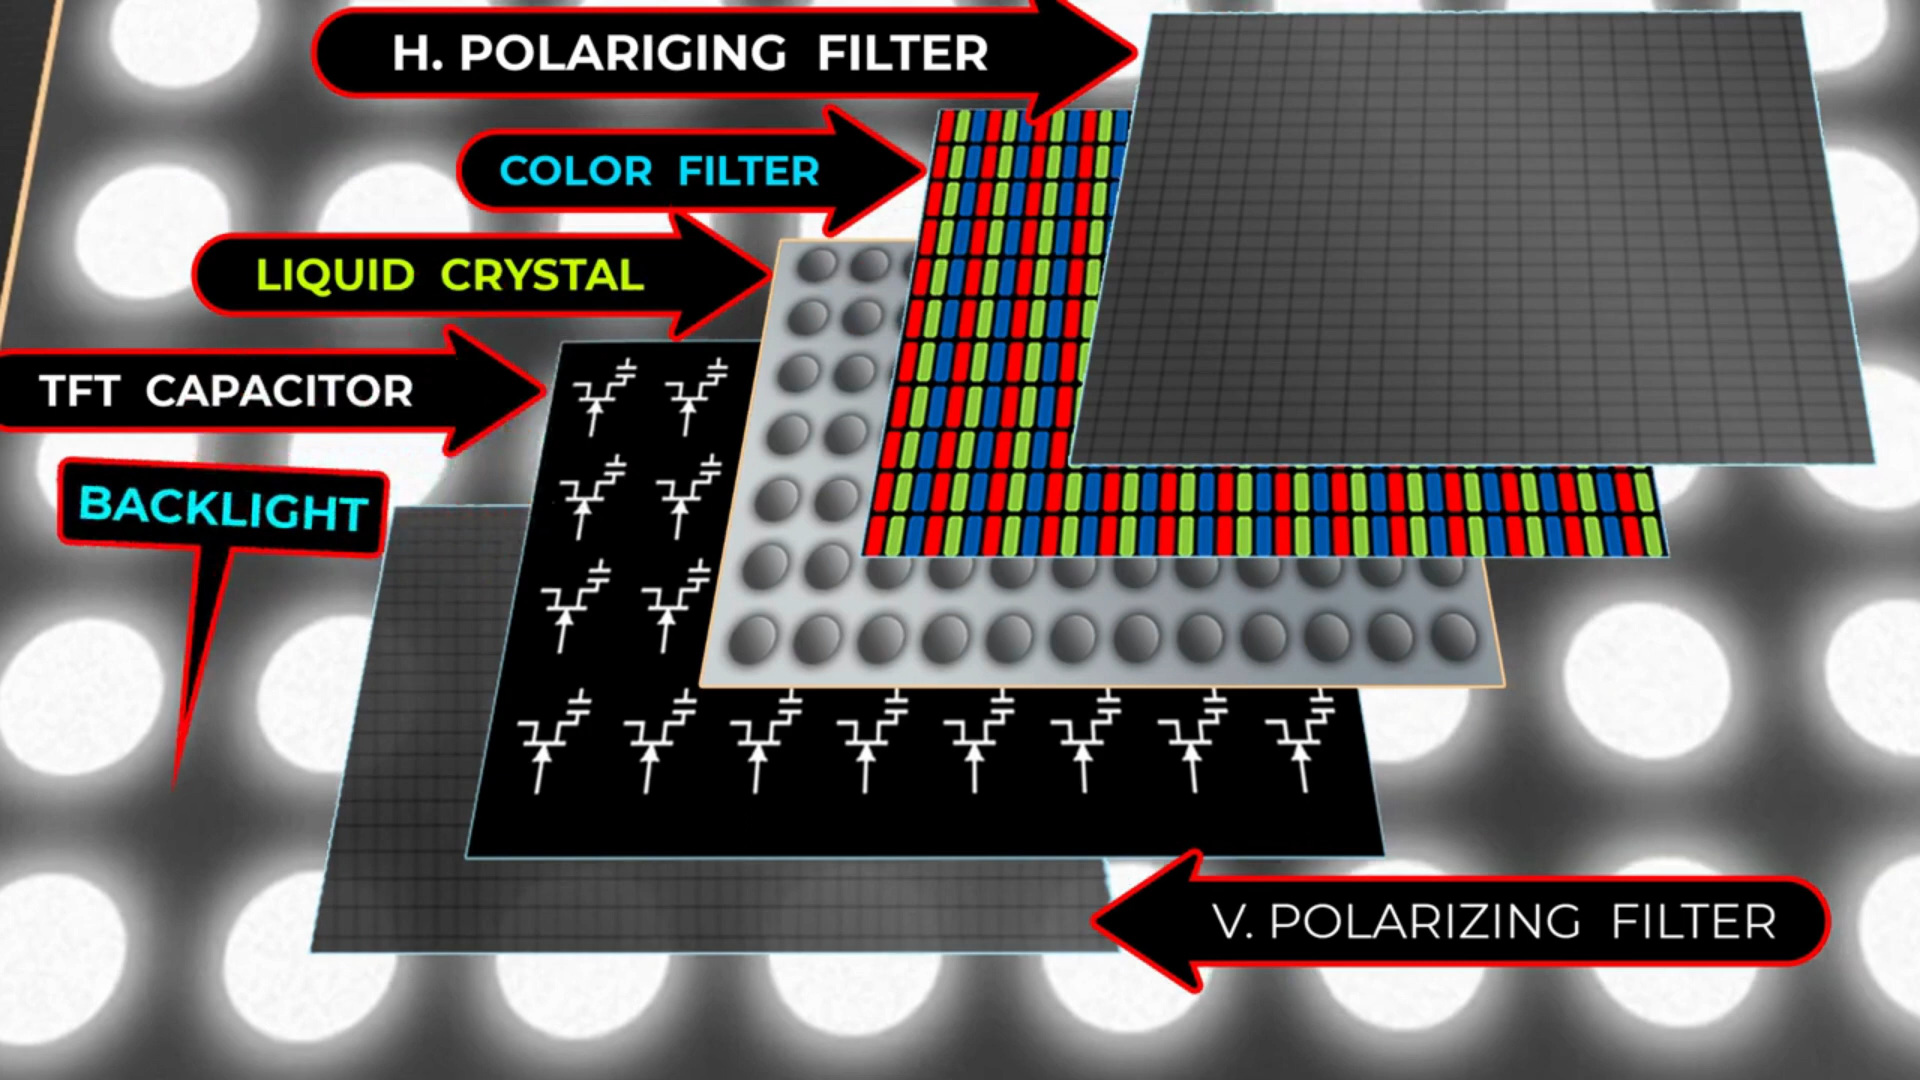 H. POLARIGING FILTER
COLOR FILTER
LIQUID CRYSTAL
TFT CAPACITOR
BACKLIGHT
V. POLARIZING FILTER